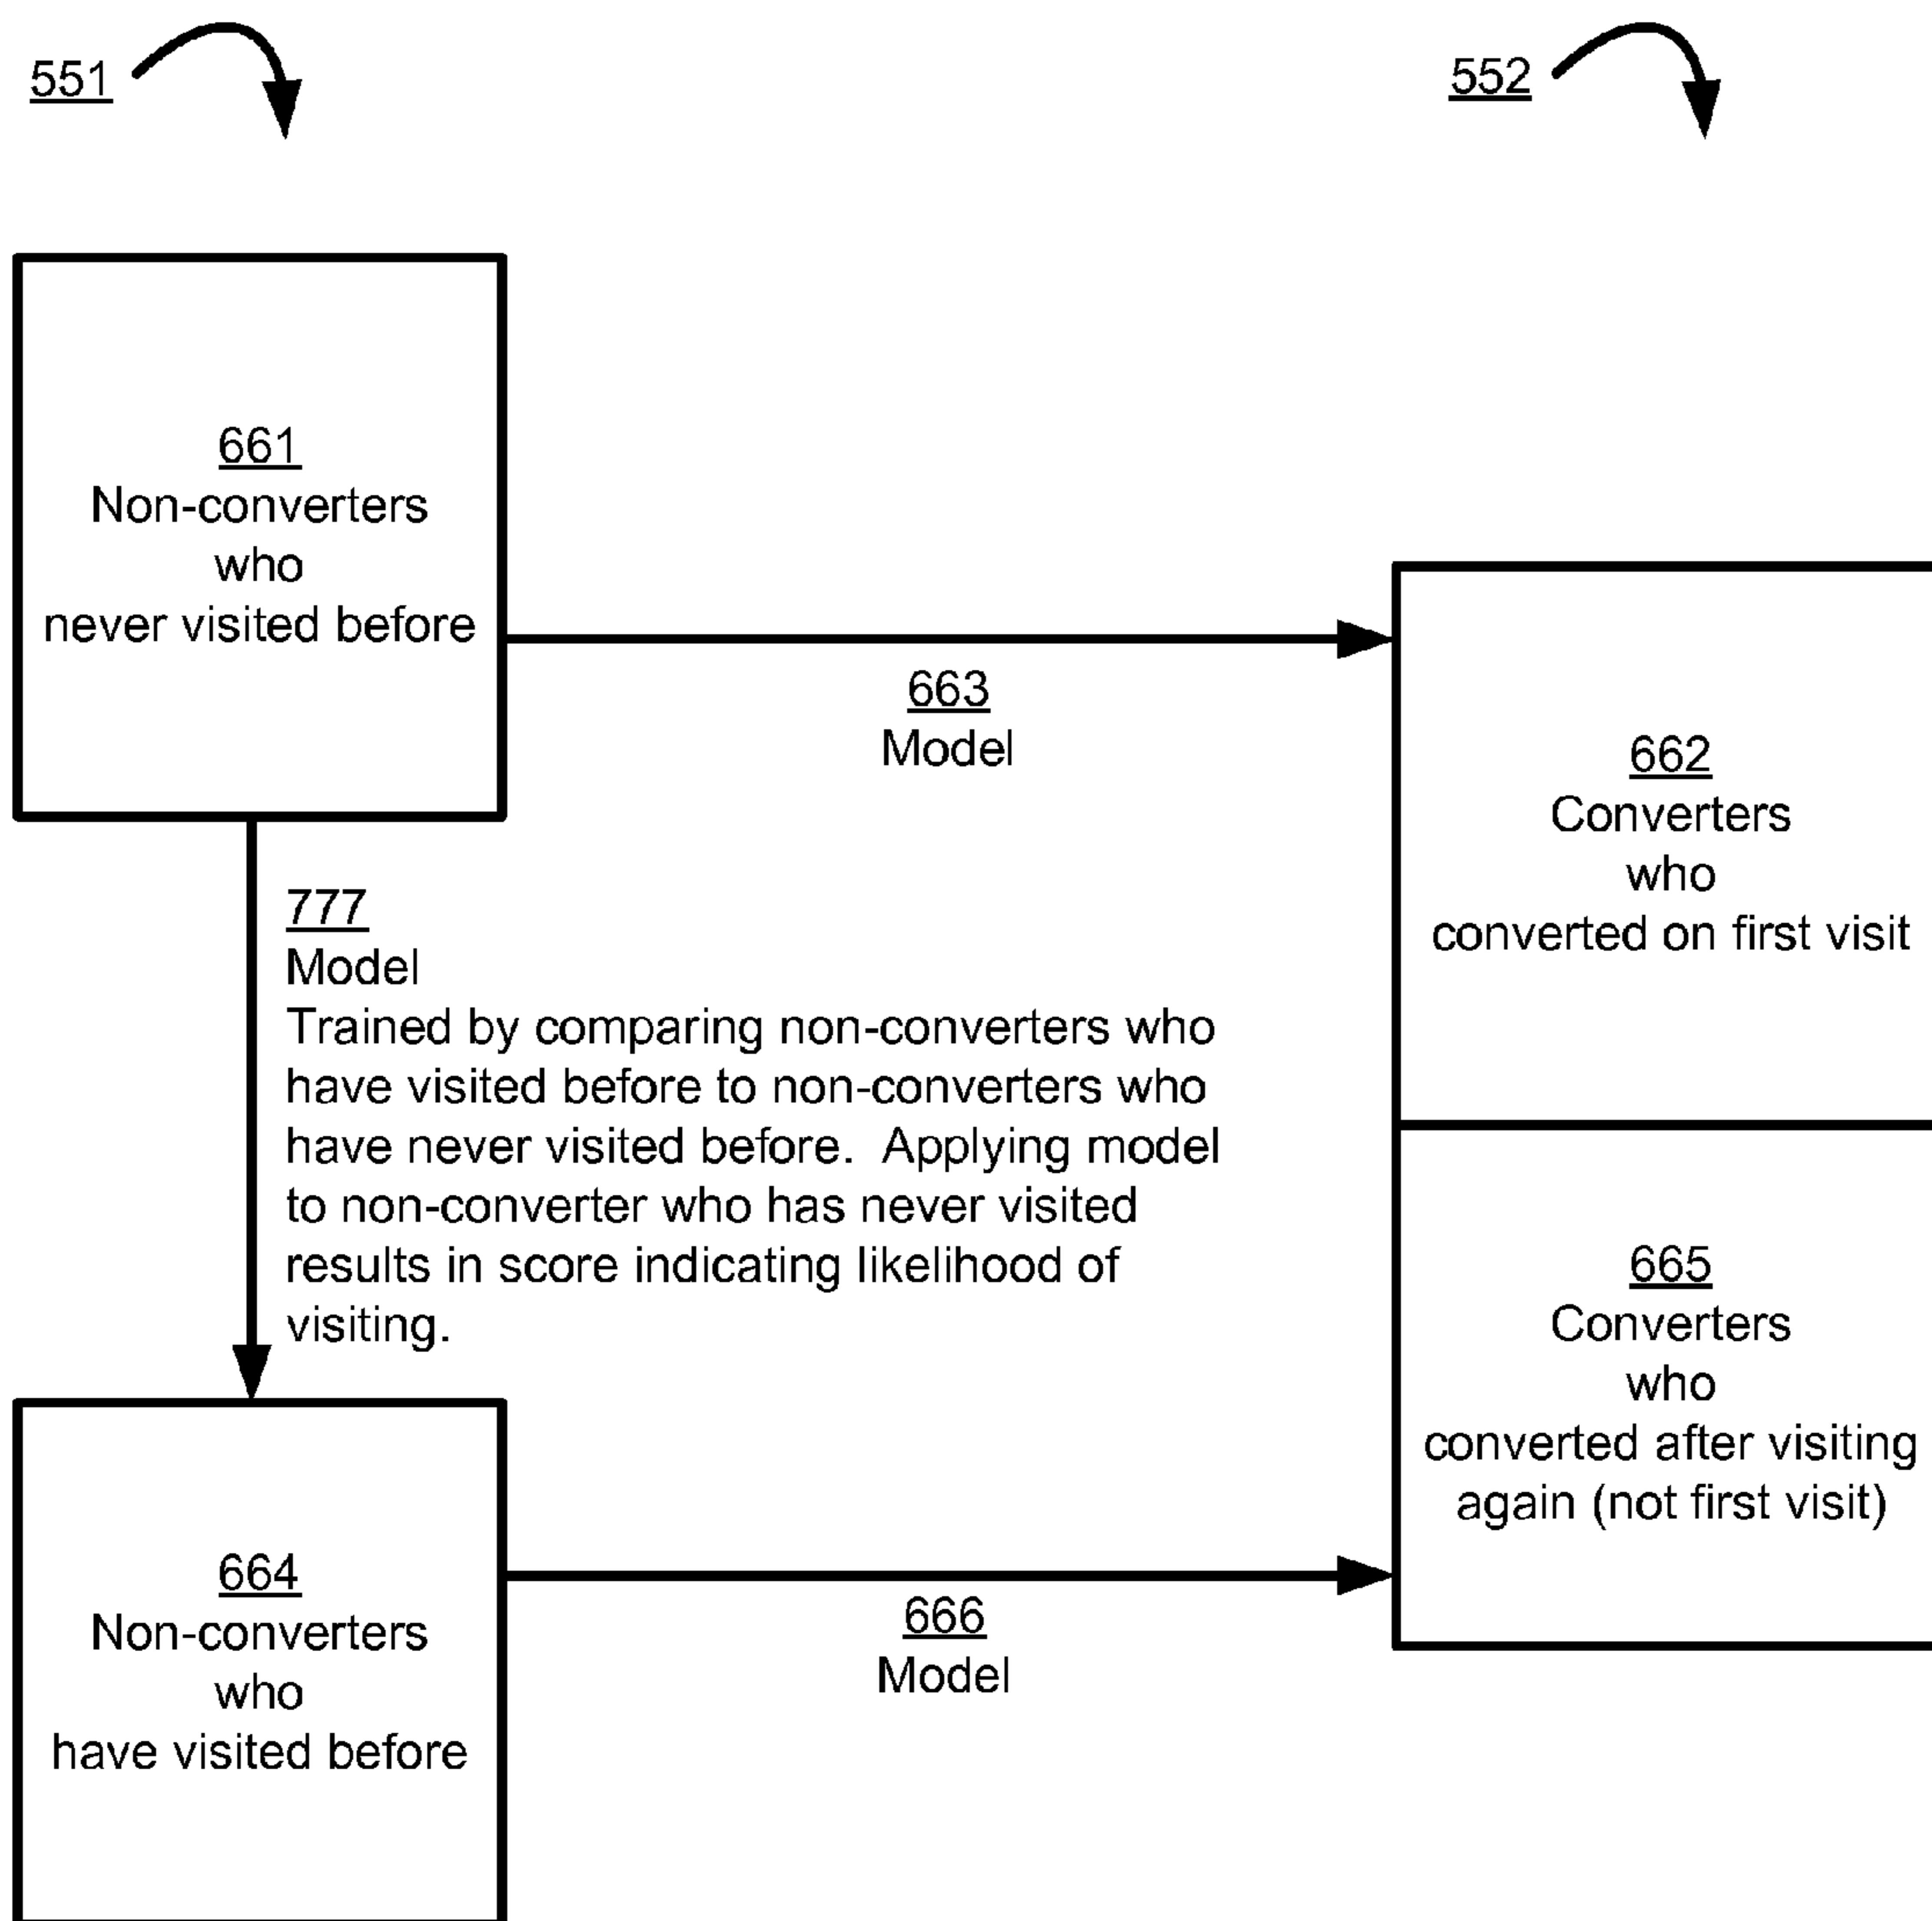 551
552
661
Non-converters
who
never visited before
663
Model
662
Converters
who
converted on first visit
777
Model
Trained by comparing non-converters who
have visited before to non-converters who
have never visited before.  Applying model
to non-converter who has never visited
results in score indicating likelihood of
visiting.
665
Converters
who
converted after visiting
again (not first visit)
664
Non-converters
who
have visited before
666
Model